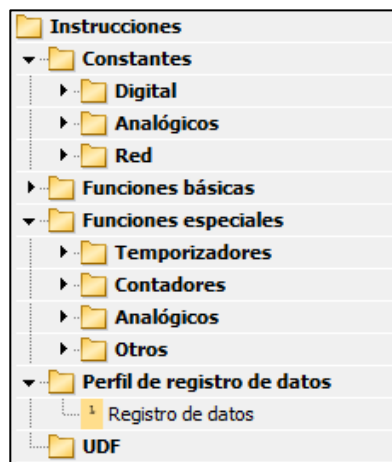 Instrucciones
Constantes
Digital
Analógicos
Red
Funciones básicas
Funciones especiales
Temporizadores
Contadores
Analógicos
Otros
Perfil de registro de datos
1 Registro de datos
UDF